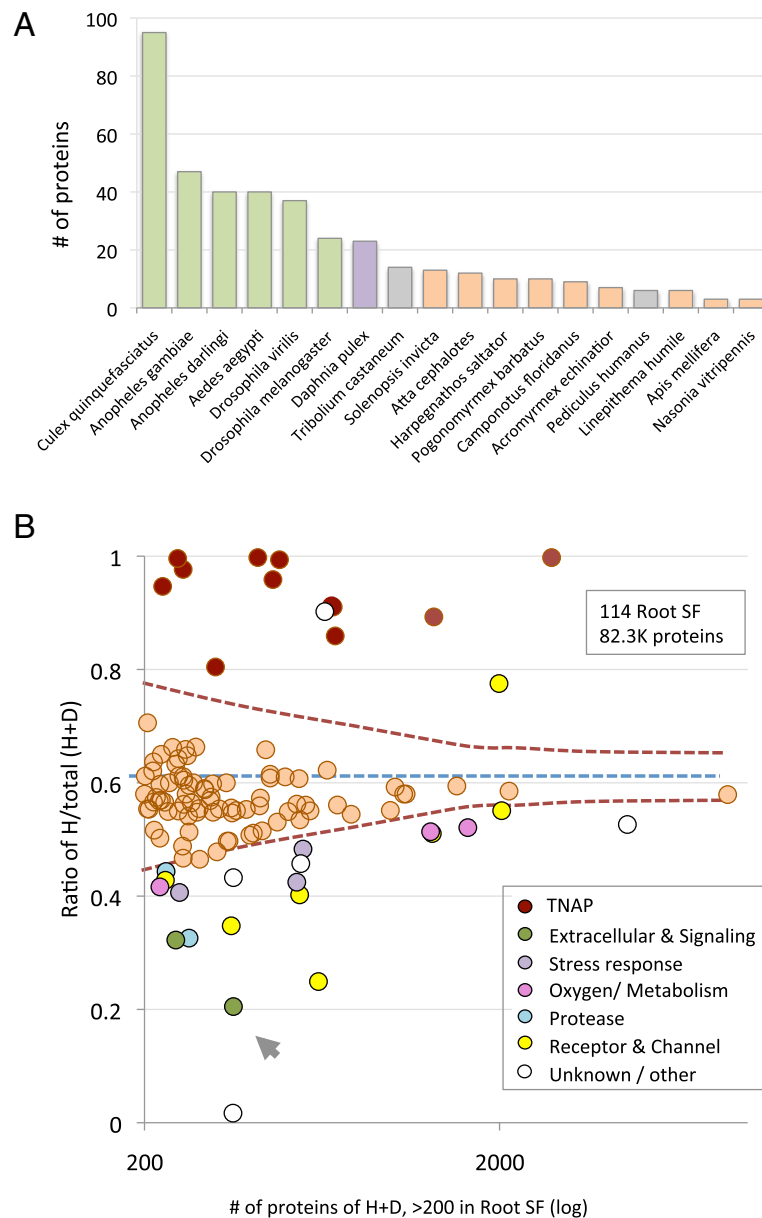 A
# of proteins
100
80
60
40
20
0
Culex quinquefasciatus
Anopheles gambiae
Anopheles darlingi
Aedes aegypti
Drosophila virilis
Drosophila melanogaster
Daphnia pulex
Tribolium castaneum
Solenopsis invicta
Atta cephalotes
Harpegnathos saltator
Pogonomyrmex barbatus
Camponotus floridanus
Acromyrmex echinatior
Pediculus humanus
Linepithema humile
Apis mellifera
Nasonia vitripennis
B
Ratio of H/total (H+D)
1
0.8
0.6
0.4
0.2
0
114 Root SF
82.3K proteins
TNAP
Extracellular & Signaling
Stress response
Oxygen/ Metabolism
Protease
Receptor & Channel
Unknown / other
200
2000
# of proteins of H+D, >200 in Root SF (log)